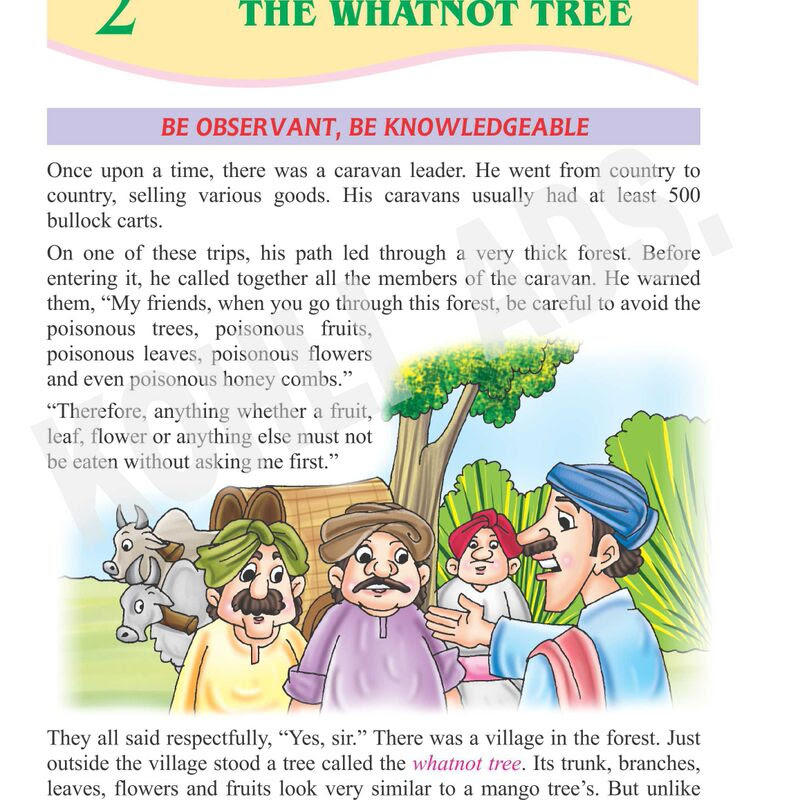 2
THE WHATNOT TREE
BE OBSERVANT, BE KNOWLEDGEABLE
Once upon a time, there was a caravan leader. He went from country to
country, selling various goods. His caravans usually had at least 500
bullock carts.
On one of these trips, his path led through a very thick forest. Before
entering it, he called together all the members of the caravan. He warned
them, “My friends, when you go through this forest, be careful to avoid the
poisonous trees, poisonous fruits,
poisonous leaves, poisonous flowers
and even poisonous honey combs.”
“Therefore, anything whether a fruit,
leaf, flower or anything else must not
be eaten without asking me first.”
They all said respectfully, “Yes, sir.” There was a village in the forest. Just
outside the village stood a tree called the whatnot tree. Its trunk, branches,
leaves, flowers and fruits look very similar to a mango tree’s. But unlike
KOHLI ADS.